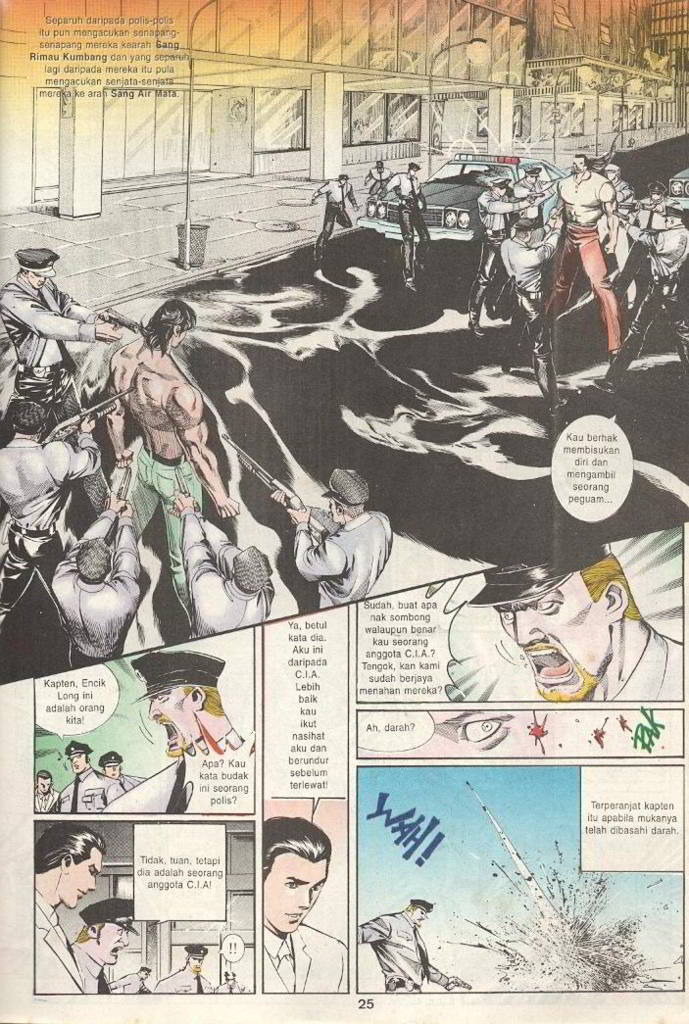 Separuh daripada polis-polis
itu pun mengacukan senapang-
senapang mereka kearah Sang
Rimau Kumbang dan yang separuh
lagi daripada mereka itu pula
mengacukan senjata-senjata
mereka ke arah Sang Air Mata.
Kau berhak
membisukan
diri dan
mengambil
seorang
peguam...
Kapten, Encik
Long ini
adalah orang
kita!
Apa? Kau
kata budak
ini seorang
polis?
Tidak, tuan, tetapi
dia adalah seorang
anggota C.I.A!
!!
Ya, betul
kata dia.
Aku ini
daripada
C.I.A.
Lebih
baik
kau
ikut
nasihat
aku dan
berundur
sebelum
terlewat!
Sudah, buat apa
nak sombong
walaupun benar
kau seorang
anggota C.I.A.?
Tengok, kan kami
sudah berjaya
menahan mereka?
Ah, darah?
Terperanjat kapten
itu apabila mukanya
telah dibasahi darah.
25